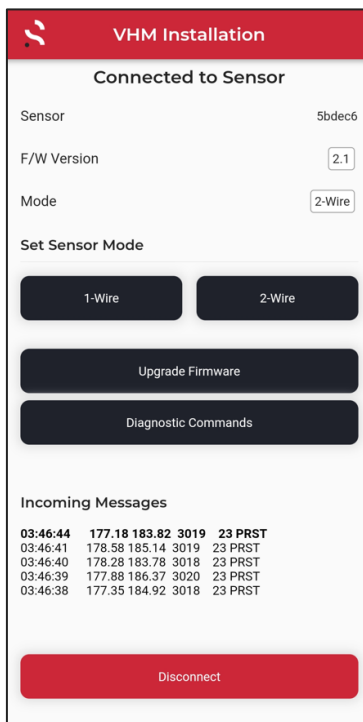 VHM Installation
Connected to Sensor
Sensor 5bdec6
F/W Version 2.1
Mode 2-Wire
Set Sensor Mode
1-Wire 2-Wire
Upgrade Firmware
Diagnostic Commands
Incoming Messages
03:46:44 177.18 183.82 3019 23 PRST
03:46:41 178.58 185.14 3019 23 PRST
03:46:40 178.28 183.78 3018 23 PRST
03:46:39 177.88 186.37 3020 23 PRST
03:46:38 177.35 184.92 3018 23 PRST
Disconnect